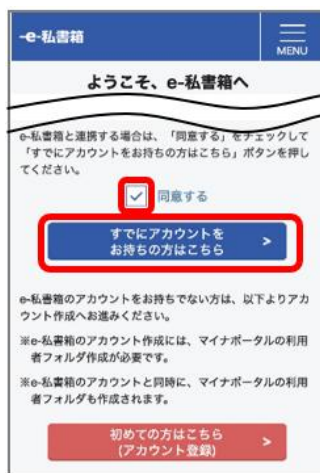 -e-私書箱
MENU
ようこそ、e-私書箱へ
e-私書箱と連携する場合は、「同意する」をチェックして
「すでにアカウントをお持ちの方はこちら」ボタンを押し
てください。
同意する
すでにアカウントを
お持ちの方はこちら
e-私書箱のアカウントをお持ちでない方は、以下よりアカ
ウント作成へお進みください。
※e-私書箱のアカウント作成には、マイナポータルの利用
者フォルダ作成が必要です。
※e-私書箱のアカウントと同時に、マイナポータルの利用
者フォルダも作成されます。
初めての方はこちら
(アカウント登録)